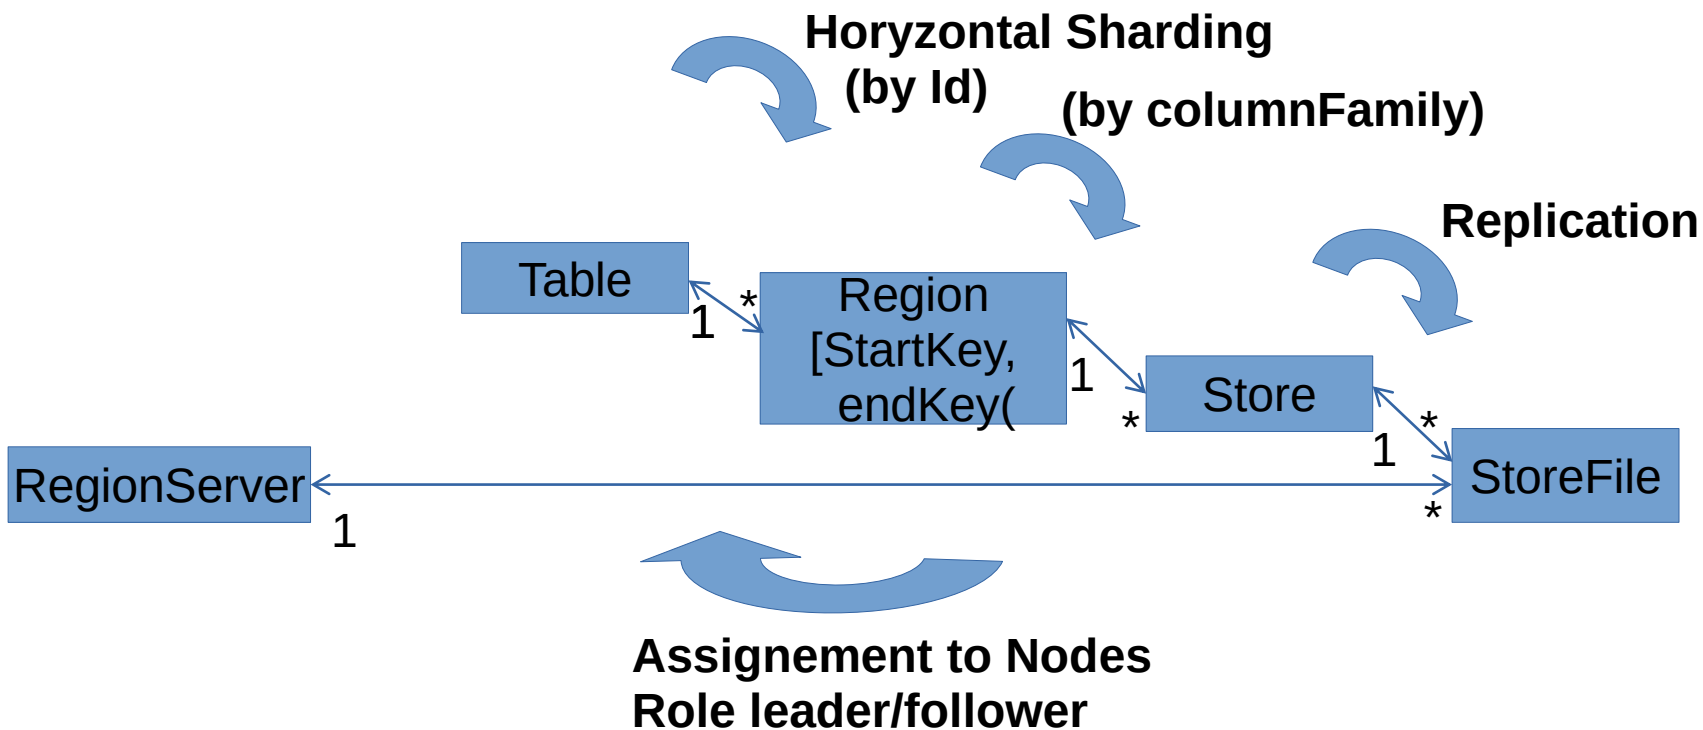 Horyzontal Sharding
(by Id)
(by columnFamily)
Replication
Table
1
*
Region
[StartKey,
endKey(
1
*
Store
1
*
StoreFile
RegionServer
1
*
Assignement to Nodes
Role leader/follower